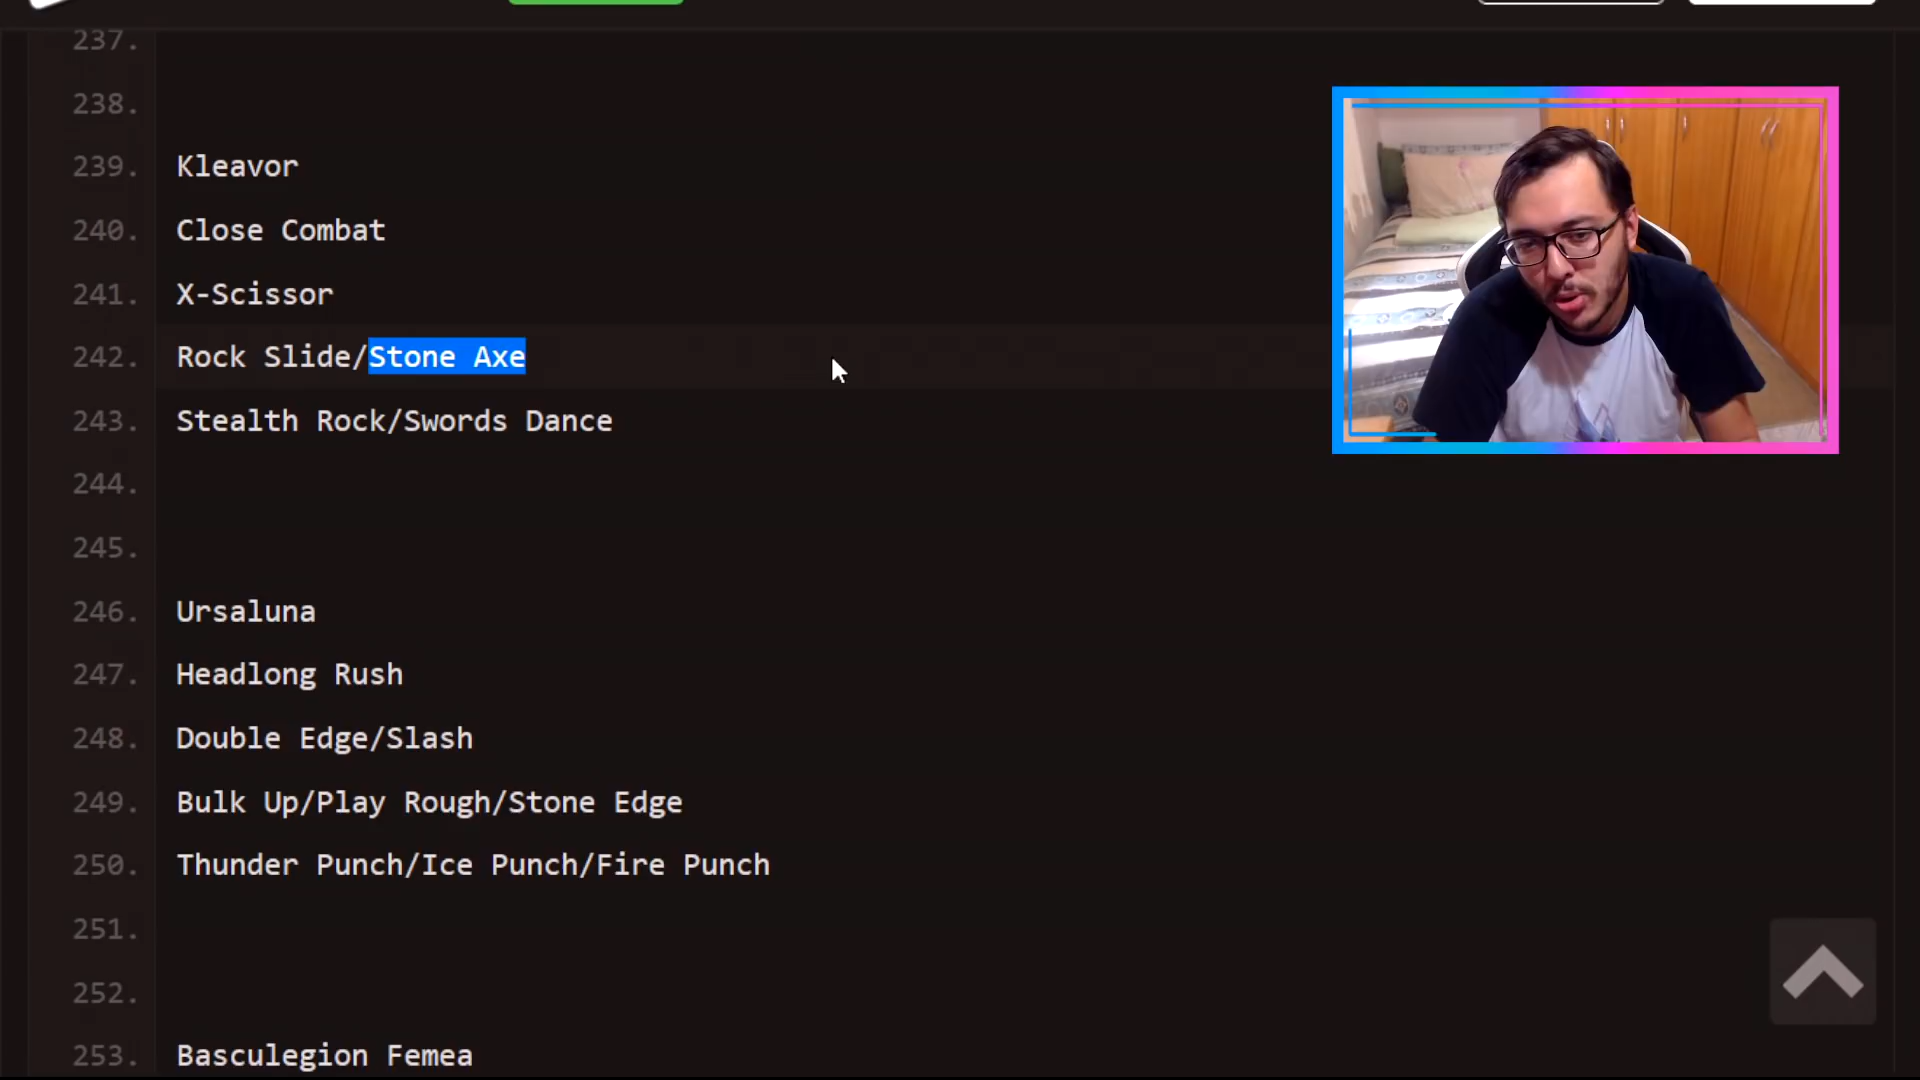 237.
238.
239. Kleavor
240. Close Combat
241. X-Scissor
242. Rock Slide/Stone Axe
243. Stealth Rock/Swords Dance
244.
245.
246. Ursaluna
247. Headlong Rush
248. Double Edge/Slash
249. Bulk Up/Play Rough/Stone Edge
250. Thunder Punch/Ice Punch/Fire Punch
251.
252.
253. Basculegion Femea